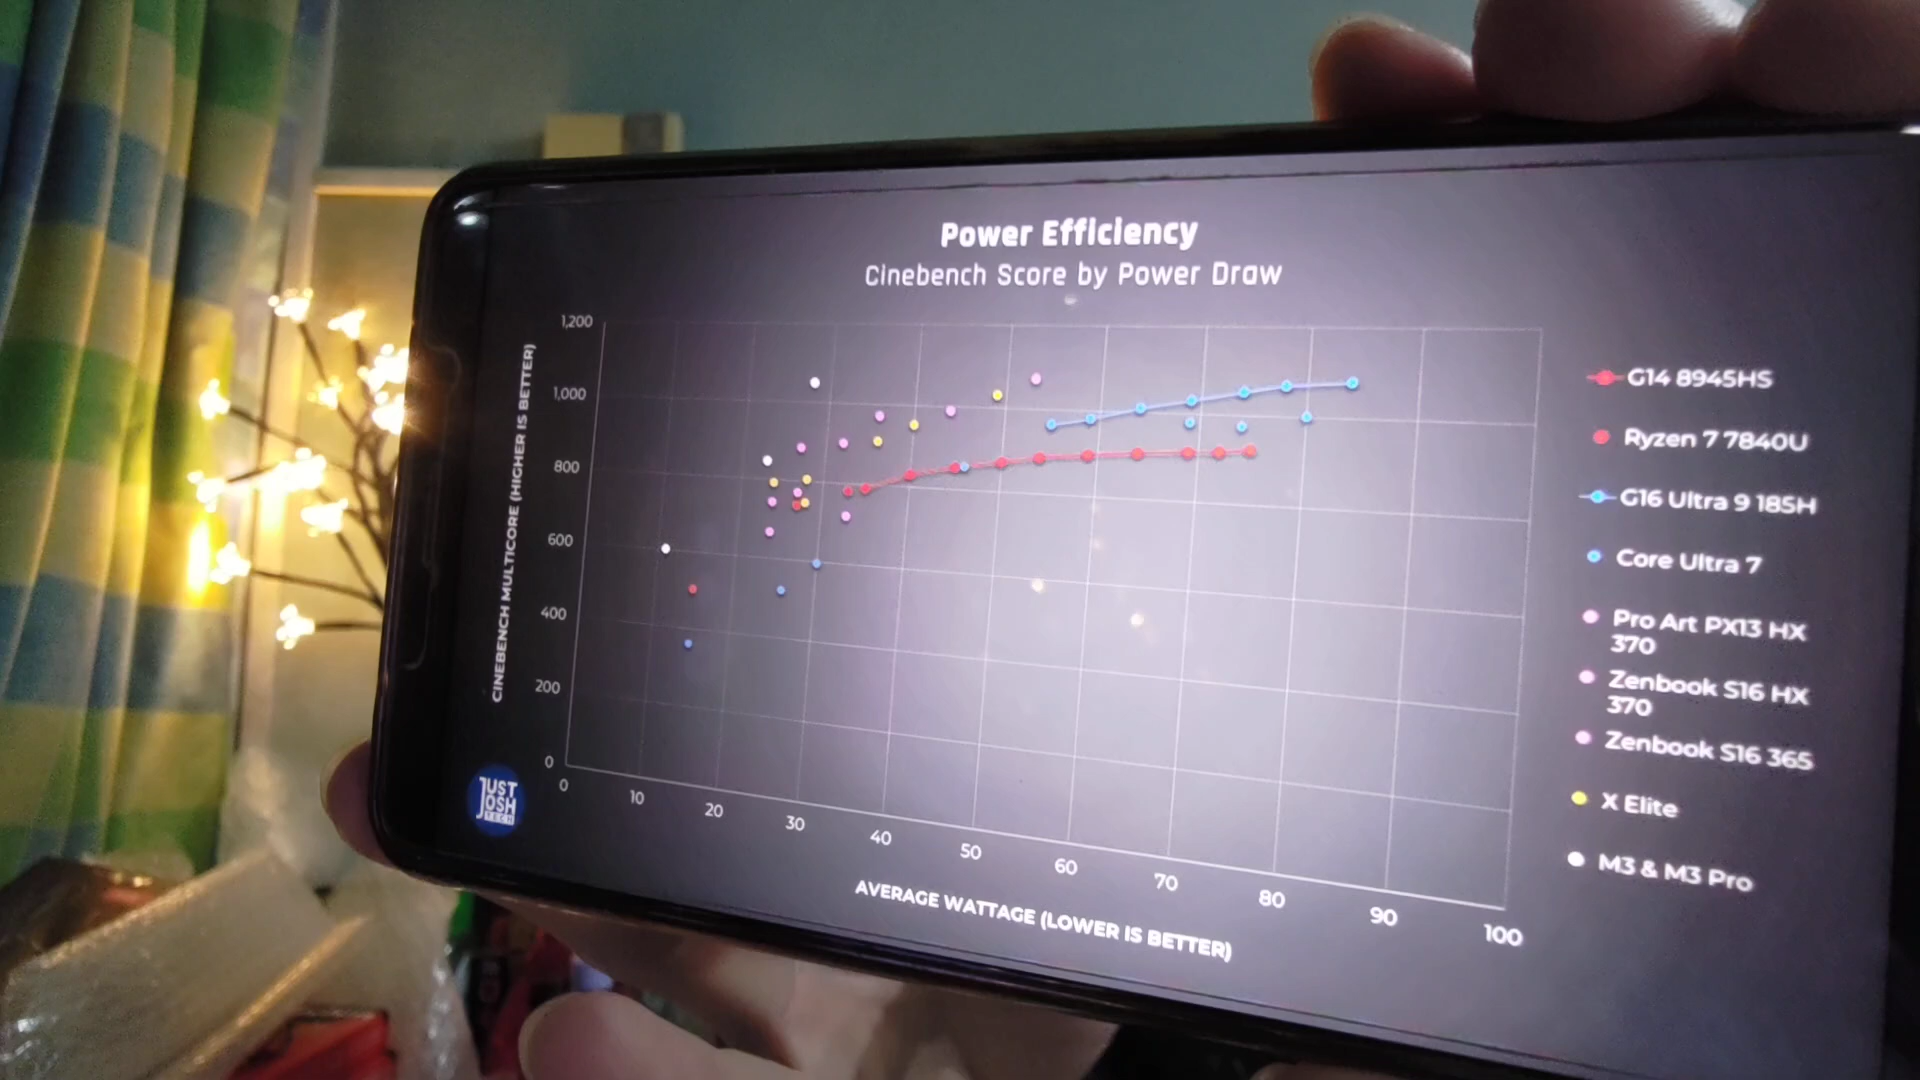 Power Efficiency
Cinebench Score by Power Draw
CINEBENCH MULTICORE (HIGHER IS BETTER)
1,200
1,000
800
600
400
200
0
0
10
20
30
40
50
60
70
80
90
100
AVERAGE WATTAGE (LOWER IS BETTER)
G14 8945HS
Ryzen 7 7840U
G16 Ultra 9 185H
Core Ultra 7
Pro Art PX13 HX
370
Zenbook S16 HX
370
Zenbook S16 365
X Elite
M3 & M3 Pro
JUST
JOSH
TECH